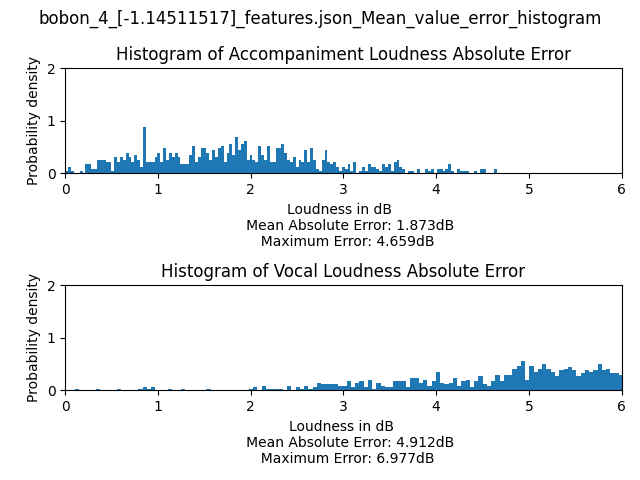 bobon_4_[-1.14511517]_features.json_Mean_value_error_histogram
Histogram of Accompaniment Loudness Absolute Error
Probability density
2
1
0
0 1 2 3 4 5 6
Loudness in dB
Mean Absolute Error: 1.873dB
Maximum Error: 4.659dB
Histogram of Vocal Loudness Absolute Error
Probability density
2
1
0
0 1 2 3 4 5 6
Loudness in dB
Mean Absolute Error: 4.912dB
Maximum Error: 6.977dB